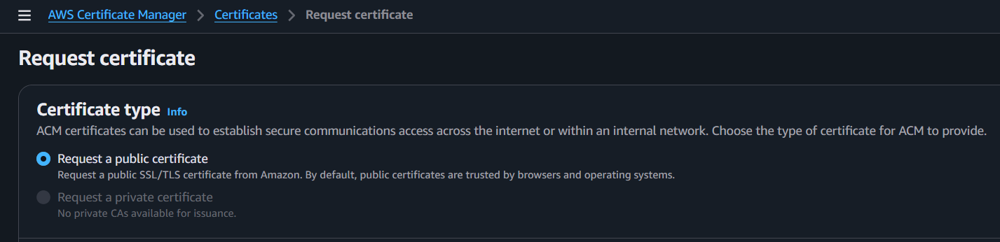 AWS Certificate Manager > Certificates > Request certificate
Request certificate
Certificate type Info
ACM certificates can be used to establish secure communications access across the internet or within an internal network. Choose the type of certificate for ACM to provide.
Request a public certificate
Request a public SSL/TLS certificate from Amazon. By default, public certificates are trusted by browsers and operating systems.
Request a private certificate
No private CAs available for issuance.